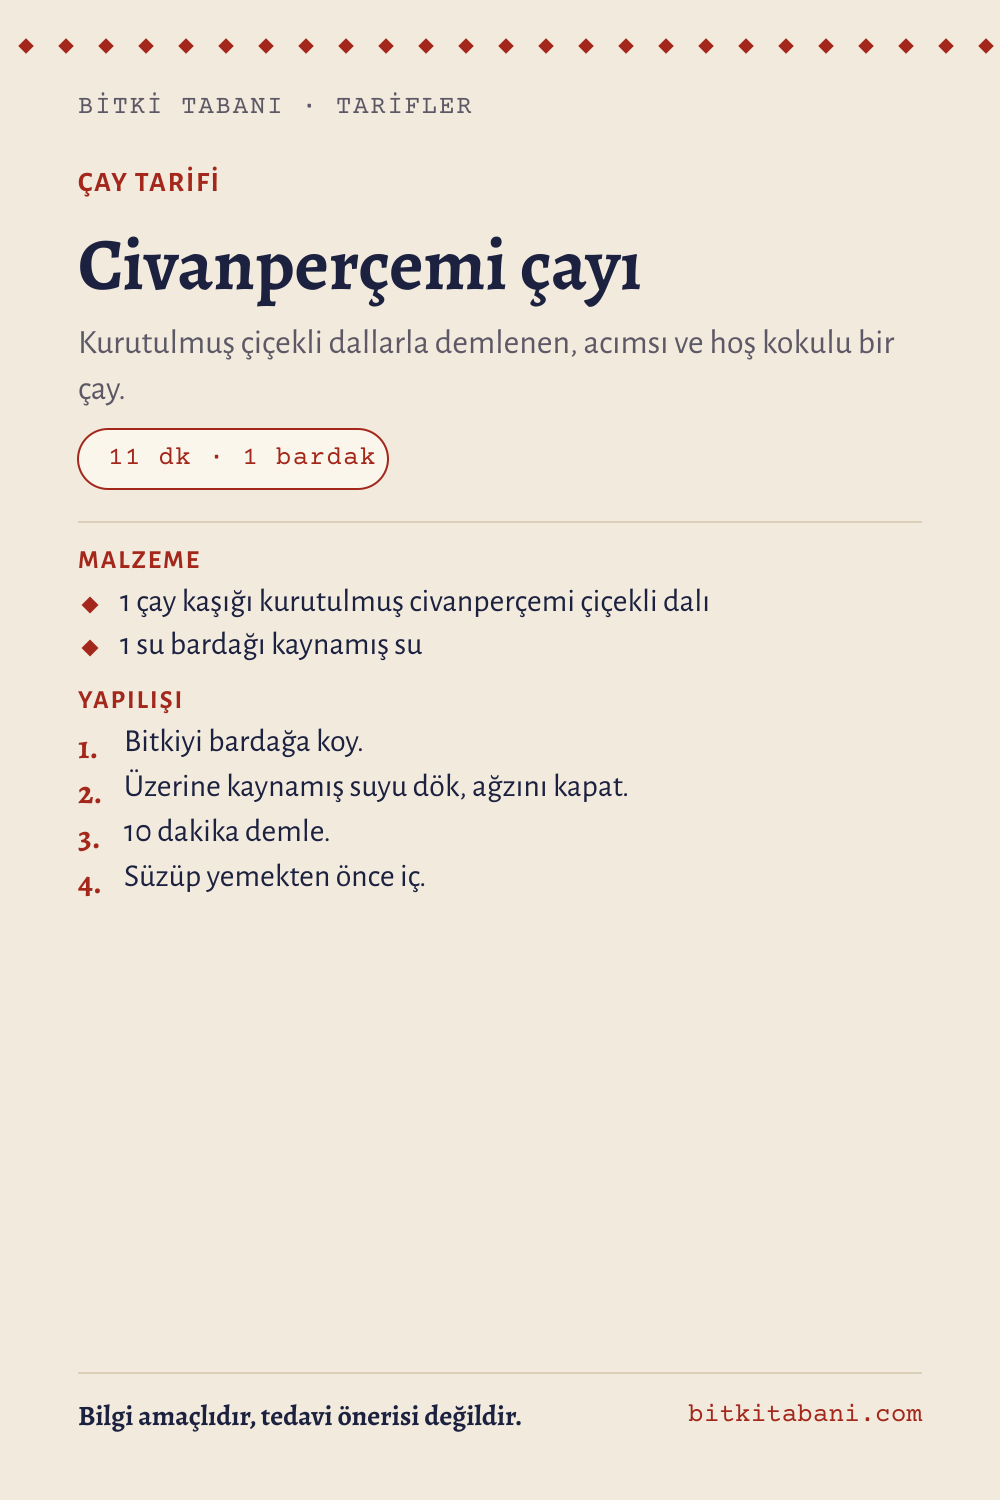 BİTKİ TABANI · TARİFLER
ÇAY TARİFİ
Civanperçemi çayı
Kurutulmuş çiçekli dallarla demlenen, acımsı ve hoş kokulu bir
çay.
11 dk · 1 bardak
MALZEME
◆ 1 çay kaşığı kurutulmuş civanperçemi çiçekli dalı
◆ 1 su bardağı kaynamış su
YAPILIŞI
1. Bitkiyi bardağa koy.
2. Üzerine kaynamış suyu dök, ağzını kapat.
3. 10 dakika demle.
4. Süzüp yemekten önce iç.
Bilgi amaçlıdır, tedavi önerisi değildir.
bitkitabani.com